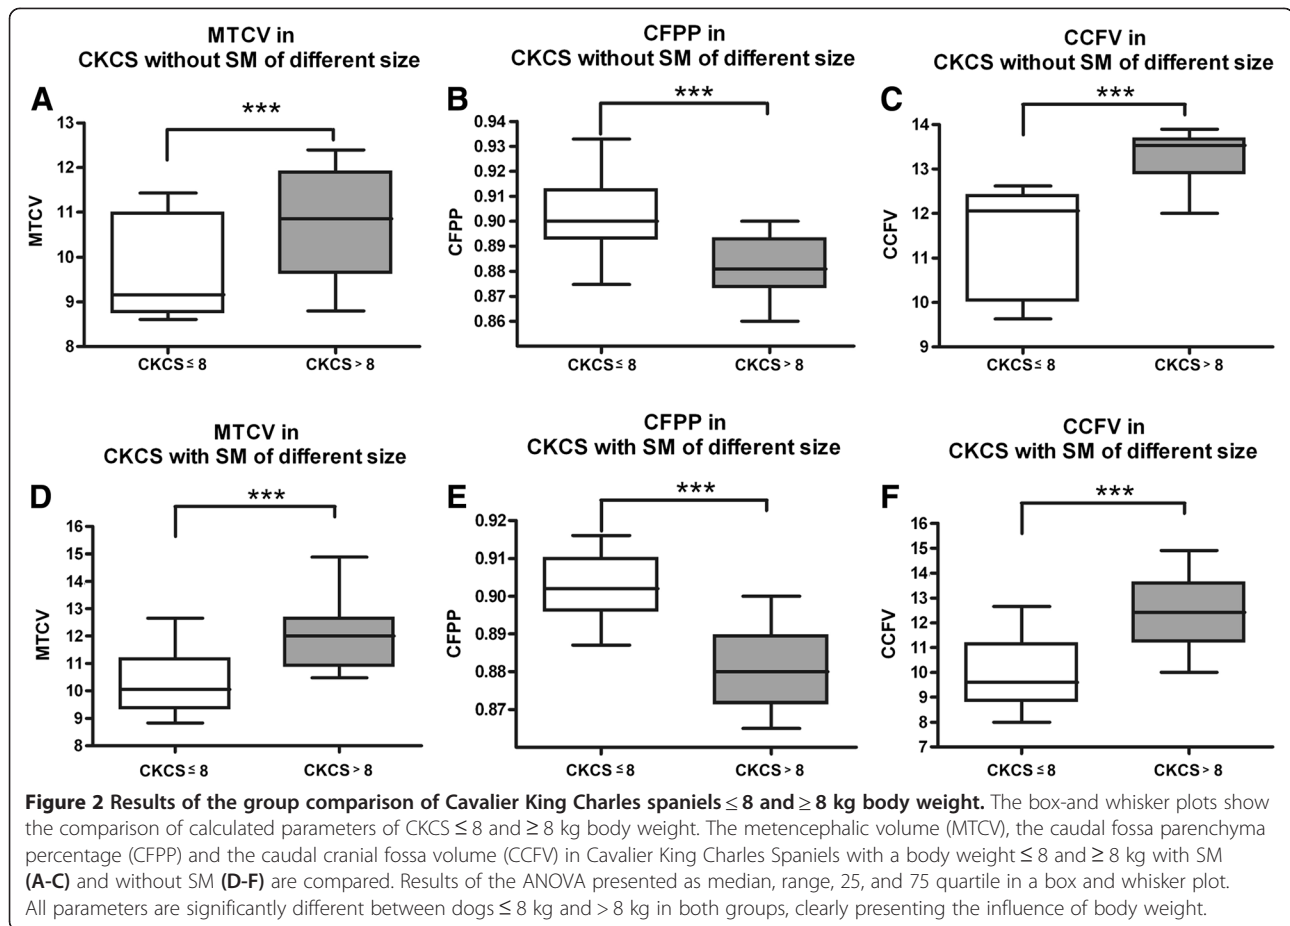 MTCV in
CKCS without SM of different size
A
***
13
12
11
10
9
8
MTCV
CKCS ≤ 8
CKCS > 8
CFPP in
CKCS without SM of different size
B
***
0.94
0.93
0.92
0.91
0.90
0.89
0.88
0.87
0.86
CFPP
CKCS ≤ 8
CKCS > 8
CCFV in
CKCS without SM of different size
C
***
14
13
12
11
10
9
CCFV
CKCS ≤ 8
CKCS > 8
MTCV in
CKCS with SM of different size
D
***
16
15
14
13
12
11
10
9
8
MTCV
CKCS ≤ 8
CKCS > 8
CFPP in
CKCS with SM of different size
E
***
0.92
0.91
0.90
0.89
0.88
0.87
CFPP
CKCS ≤ 8
CKCS > 8
CCFV in
CKCS with SM of different size
F
***
16
15
14
13
12
11
10
9
8
7
CCFV
CKCS ≤ 8
CKCS > 8
Figure 2 Results of the group comparison of Cavalier King Charles spaniels ≤ 8 and ≥ 8 kg body weight. The box-and whisker plots show
the comparison of calculated parameters of CKCS ≤ 8 and ≥ 8 kg body weight. The metencephalic volume (MTCV), the caudal fossa parenchyma
percentage (CFPP) and the caudal cranial fossa volume (CCFV) in Cavalier King Charles Spaniels with a body weight ≤ 8 and ≥ 8 kg with SM
(A-C) and without SM (D-F) are compared. Results of the ANOVA presented as median, range, 25, and 75 quartile in a box and whisker plot.
All parameters are significantly different between dogs ≤ 8 kg and > 8 kg in both groups, clearly presenting the influence of body weight.